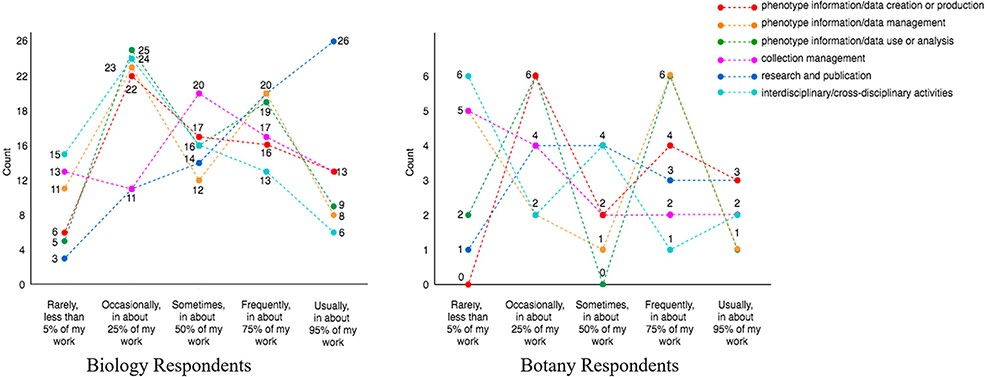 phenotype information/data creation or production
phenotype information/data management
phenotype information/data use or analysis
collection management
research and publication
interdisciplinary/cross-disciplinary activities
Count
26
22
18
12
8
4
0
15
13
11
6
5
3
25
24
23
22
11
20
17
16
14
12
20
19
17
16
13
26
13
9
8
6
Rarely,
less than
5% of my
work
Occasionally,
in about
25% of my
work
Sometimes,
in about
50% of my
work
Frequently,
in about
75% of my
work
Usually,
in about
95% of my
work
Biology Respondents
Count
6
5
4
3
2
1
0
6
5
2
1
0
6
4
2
4
2
1
0
6
4
3
2
1
3
2
1
Rarely,
less than
5% of my
work
Occasionally,
in about
25% of my
work
Sometimes,
in about
50% of my
work
Frequently,
in about
75% of my
work
Usually,
in about
95% of my
work
Botany Respondents